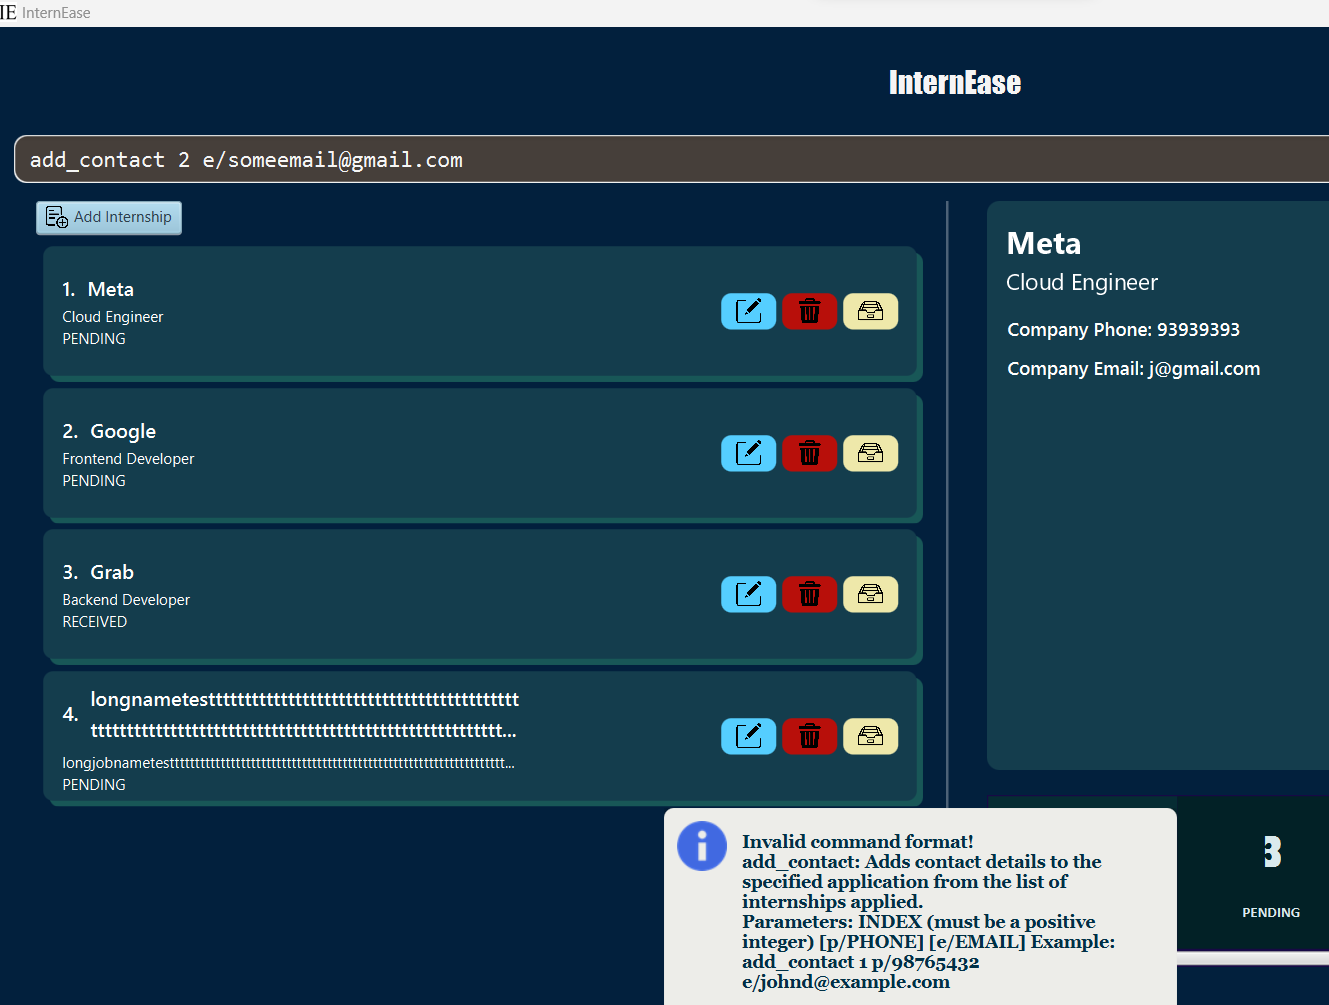 IE InternEase
InternEase
add_contact 2 e/someemail@gmail.com
Add Internship
1. Meta
Cloud Engineer
PENDING
2. Google
Frontend Developer
PENDING
3. Grab
Backend Developer
RECEIVED
4. longnametesttttttttttttttttttttttttttttttttttttttttttt
ttttttttttttttttttttttttttttttttttttttttttttttttttttttttt...
longjobnametestttttttttttttttttttttttttttttttttttttttttttttttttttttttttttttttttt...
PENDING
Meta
Cloud Engineer
Company Phone: 93939393
Company Email: j@gmail.com
3
PENDING
Invalid command format!
add_contact: Adds contact details to the
specified application from the list of
internships applied.
Parameters: INDEX (must be a positive
integer) [p/PHONE] [e/EMAIL] Example:
add_contact 1 p/98765432
e/johnd@example.com